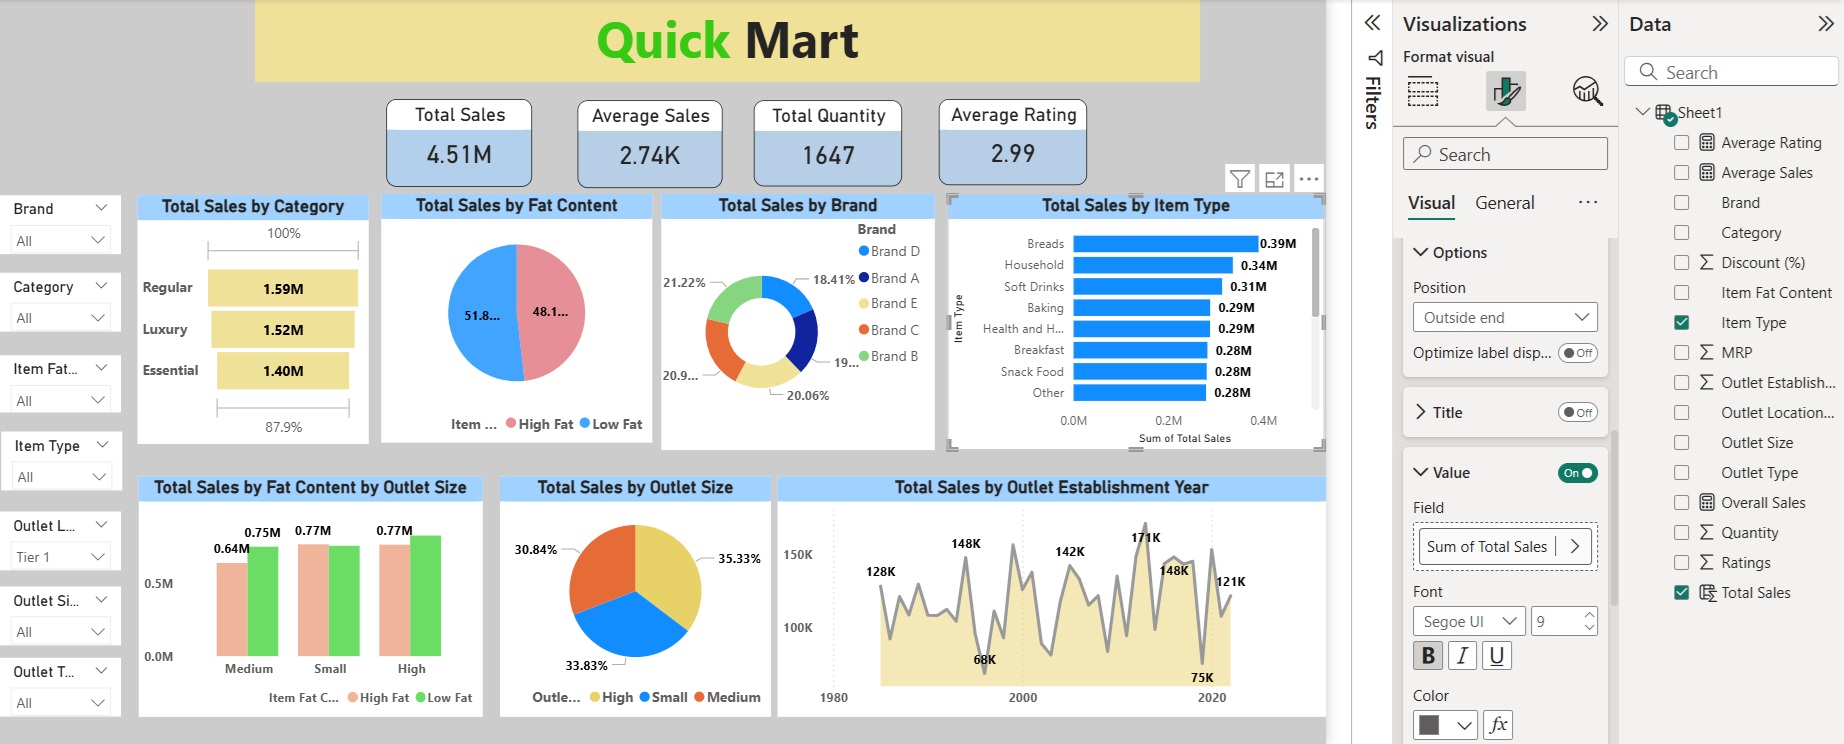 Quick Mart
Total Sales
4.51M
Average Sales
2.74K
Total Quantity
1647
Average Rating
2.99
Brand
All
Category
All
Item Fat...
All
Item Type
All
Outlet L...
Tier 1
Outlet Si...
All
Outlet T...
All
Total Sales by Category
100%
Regular
1.59M
Luxury
1.52M
Essential
1.40M
87.9%
Total Sales by Fat Content
51.8...
48.1...
Item ...
High Fat
Low Fat
Total Sales by Brand
Brand
Brand D
Brand A
Brand E
Brand C
Brand B
21.22%
18.41%
19...
20.9...
20.06%
Total Sales by Item Type
Item Type
Breads
0.39M
Household
0.34M
Soft Drinks
0.31M
Baking
0.29M
Health and H...
0.29M
Breakfast
0.28M
Snack Food
0.28M
Other
0.28M
0.0M
0.2M
0.4M
Sum of Total Sales
Total Sales by Fat Content by Outlet Size
0.64M
0.75M
0.77M
0.77M
0.5M
0.0M
Medium
Small
High
Item Fat C...
High Fat
Low Fat
Total Sales by Outlet Size
30.84%
35.33%
33.83%
Outle...
High
Small
Medium
Total Sales by Outlet Establishment Year
150K
100K
128K
148K
68K
142K
171K
148K
75K
121K
1980
2000
2020
Filters
Visualizations
Format visual
Search
Visual
General
Options
Position
Outside end
Optimize label disp...
Off
Title
Off
Value
On
Field
Sum of Total Sales
Font
Segoe UI
9
B
I
U
Color
fx
Data
Search
Sheet1
Average Rating
Average Sales
Brand
Category
Discount (%)
Item Fat Content
Item Type
MRP
Outlet Establish...
Outlet Location...
Outlet Size
Outlet Type
Overall Sales
Quantity
Ratings
Total Sales